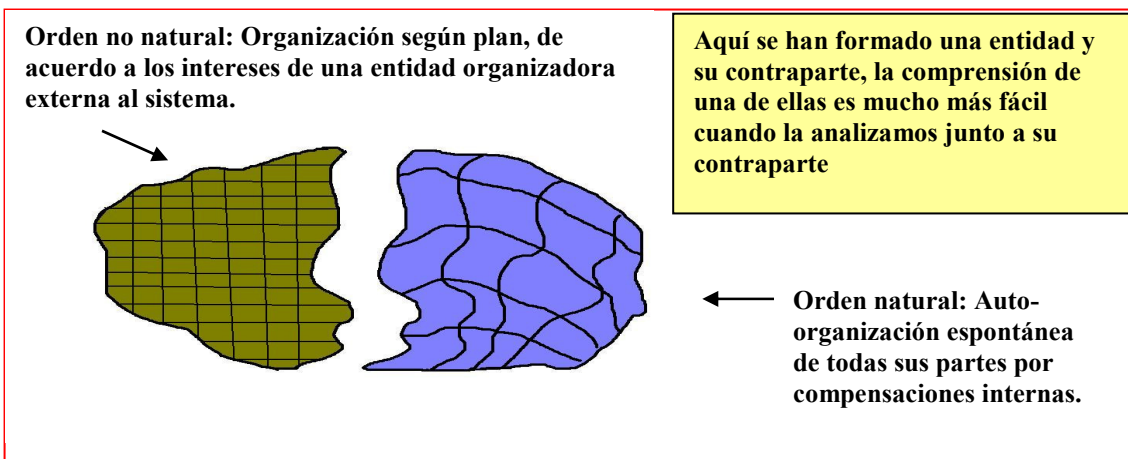 Orden no natural: Organización según plan, de
acuerdo a los intereses de una entidad organizadora
externa al sistema.
Aquí se han formado una entidad y
su contraparte, la comprensión de
una de ellas es mucho más fácil
cuando la analizamos junto a su
contraparte
Orden natural: Auto-
organización espontánea
de todas sus partes por
compensaciones internas.